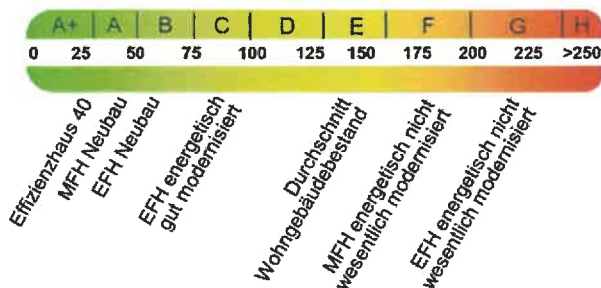 A+ A B C D E F G H
0 25 50 75 100 125 150 175 200 225 >250
Effizienzhaus 40
MFH Neubau
EFH Neubau
EFH energetisch
gut modernisiert
Durchschnitt
Wohngebäudebestand
MFH energetisch nicht
wesentlich modernisiert
EFH energetisch nicht
wesentlich modernisiert